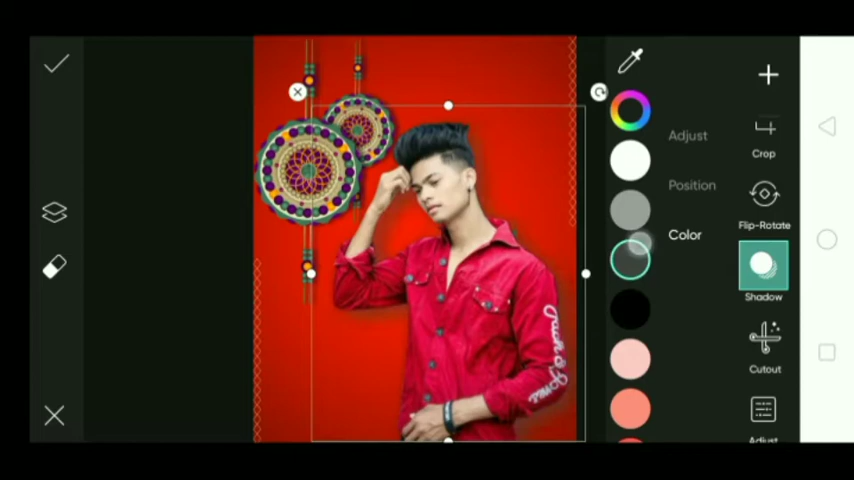 Adjust
Position
Color
Crop
Flip-Rotate
Shadow
Cutout
Adjust